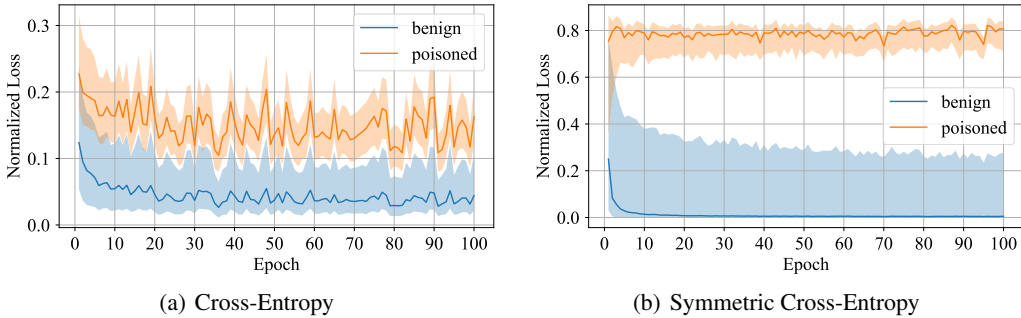 0.3
0.2
0.1
0.0
Normalized Loss
benign
poisoned
0 10 20 30 40 50 60 70 80 90 100
Epoch
(a) Cross-Entropy
0.8
0.6
0.4
0.2
0.0
Normalized Loss
benign
poisoned
0 10 20 30 40 50 60 70 80 90 100
Epoch
(b) Symmetric Cross-Entropy